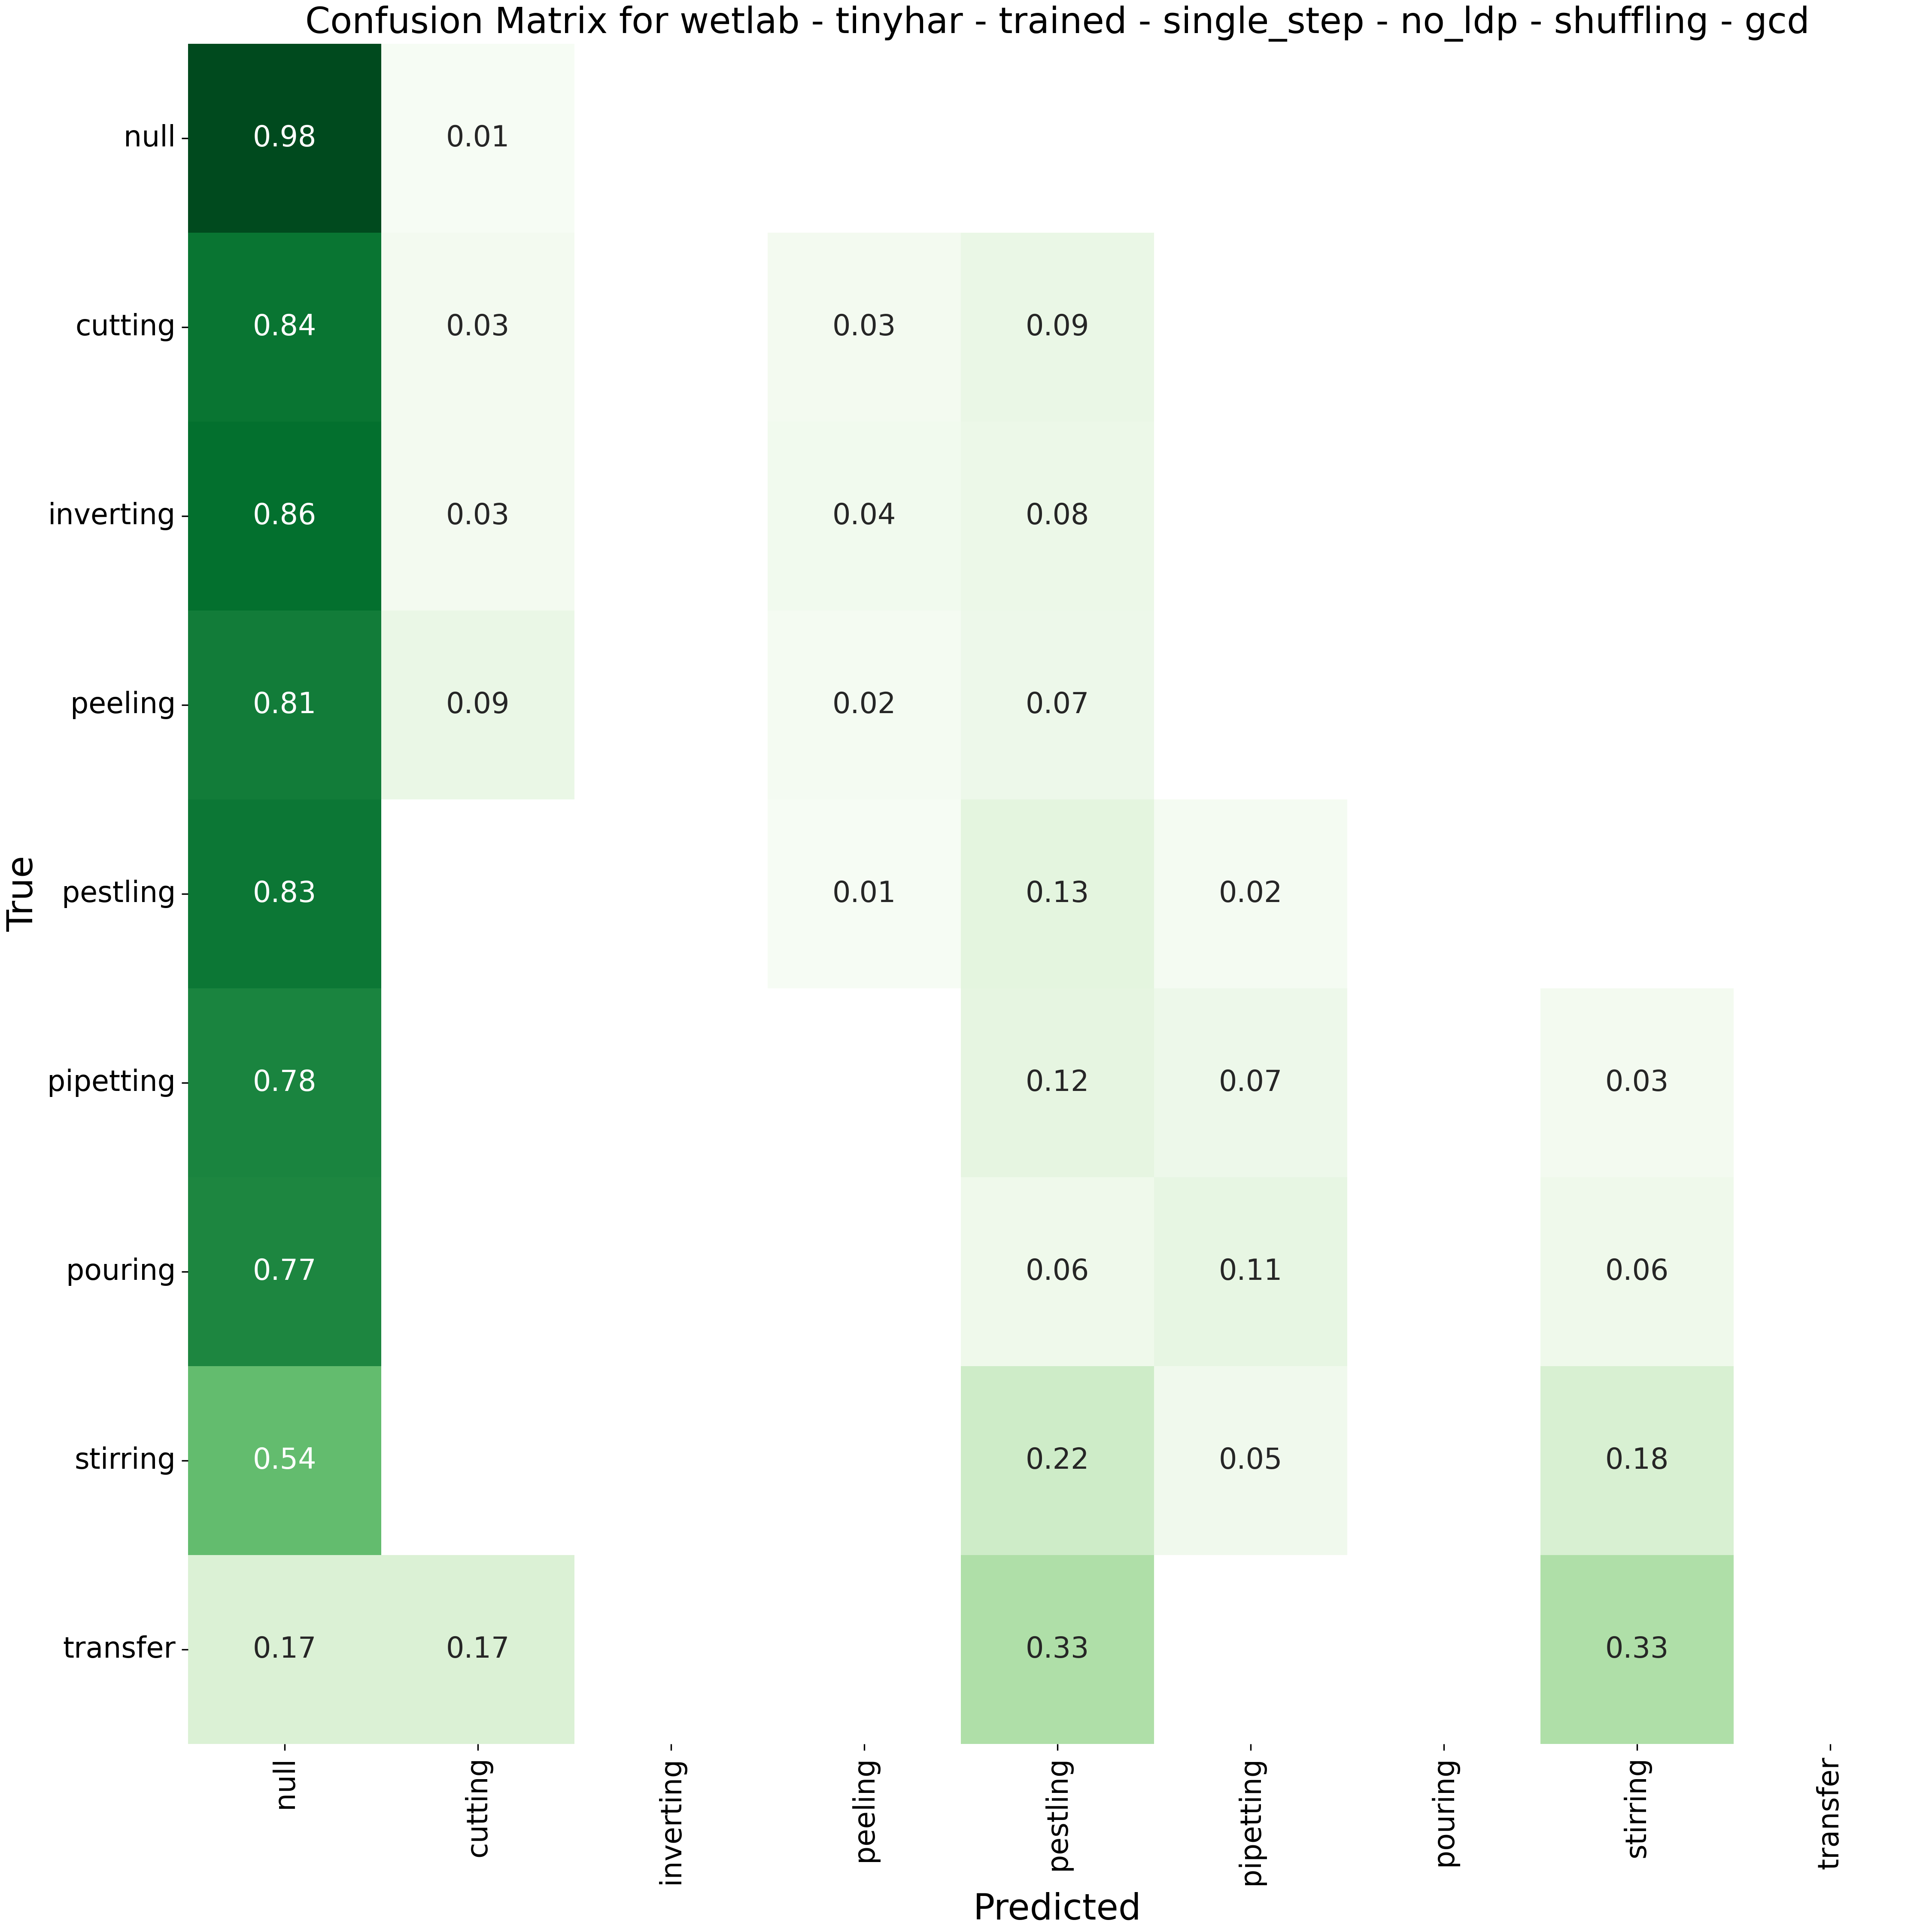 Confusion Matrix for wetlab - tinyhar - trained - single_step - no_ldp - shuffling - gcd
null 0.98 0.01
cutting 0.84 0.03 0.03 0.09
inverting 0.86 0.03 0.04 0.08
peeling 0.81 0.09 0.02 0.07
pestling 0.83 0.01 0.13 0.02
pipetting 0.78 0.12 0.07 0.03
pouring 0.77 0.06 0.11 0.06
stirring 0.54 0.22 0.05 0.18
transfer 0.17 0.17 0.33 0.33
True
null cutting inverting peeling pestling pipetting pouring stirring transfer
Predicted